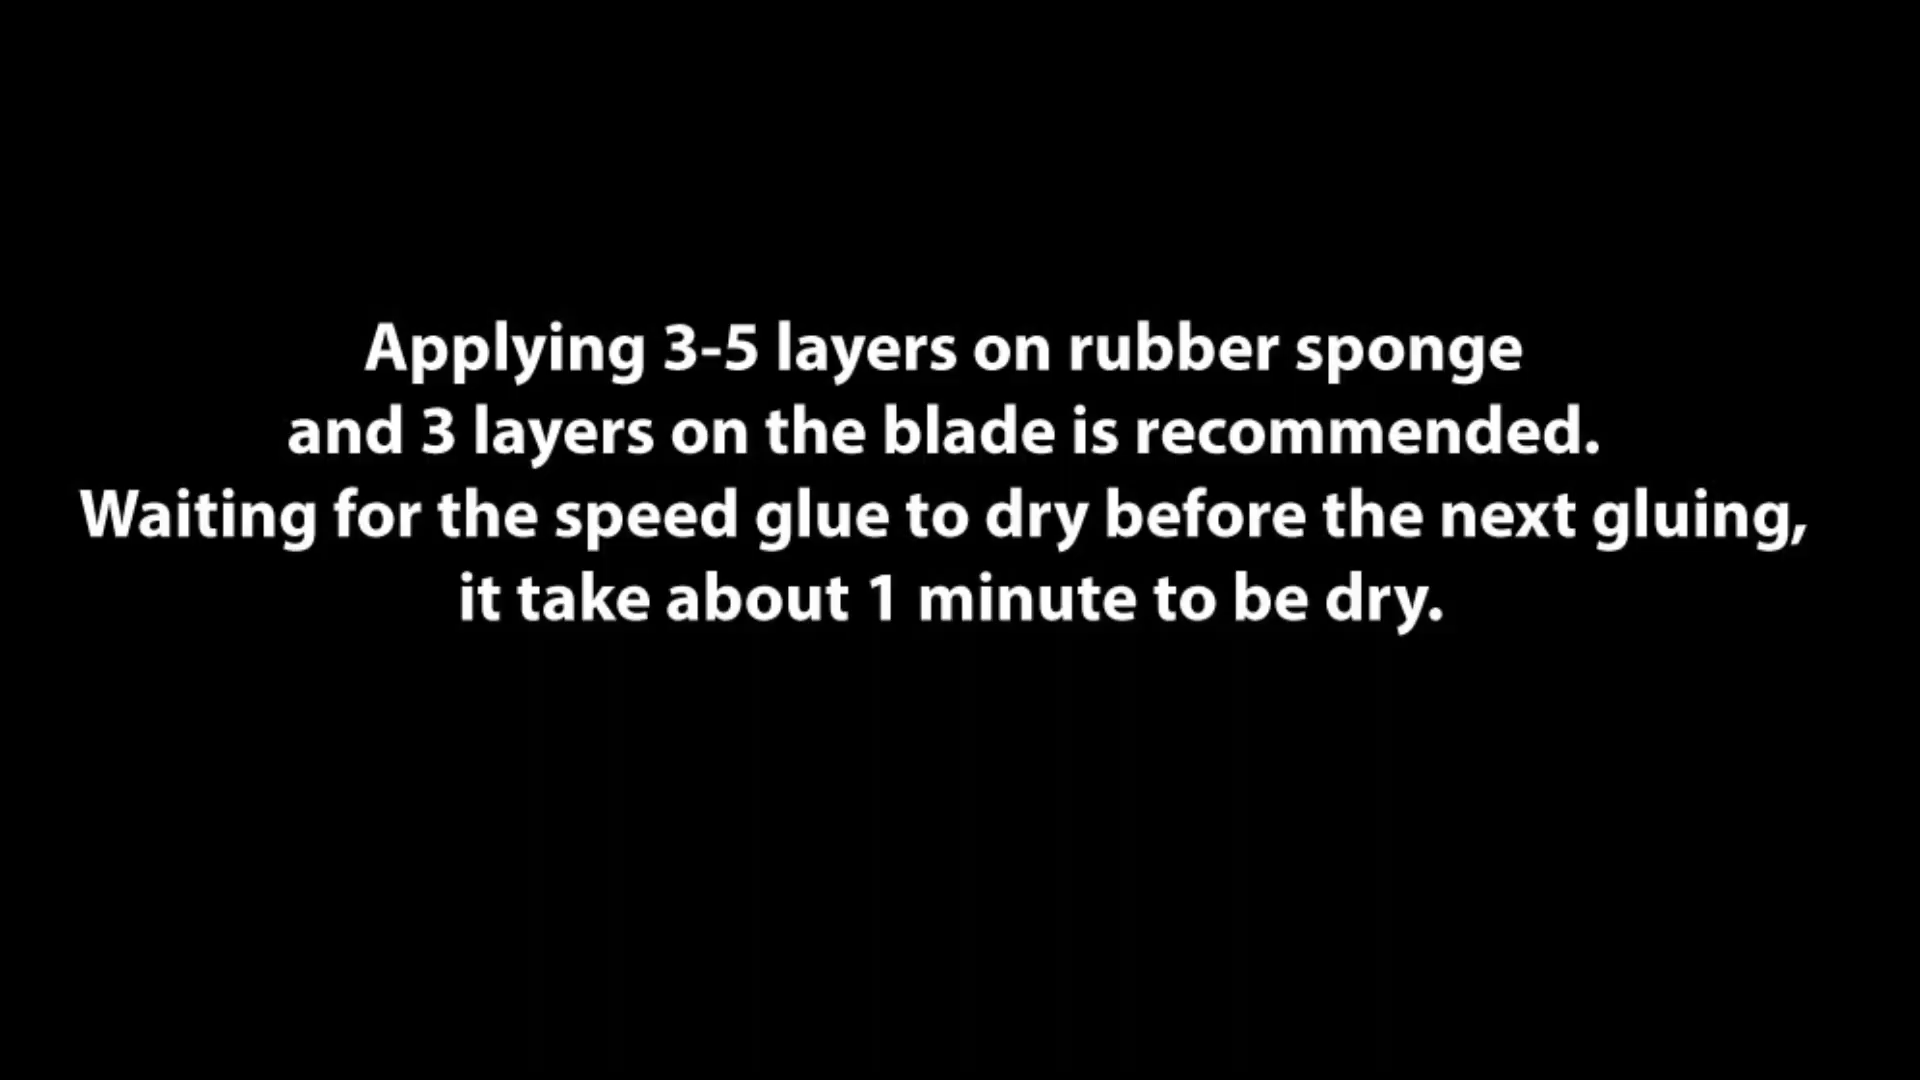 Applying 3-5 layers on rubber sponge
and 3 layers on the blade is recommended.
Waiting for the speed glue to dry before the next gluing,
it take about 1 minute to be dry.